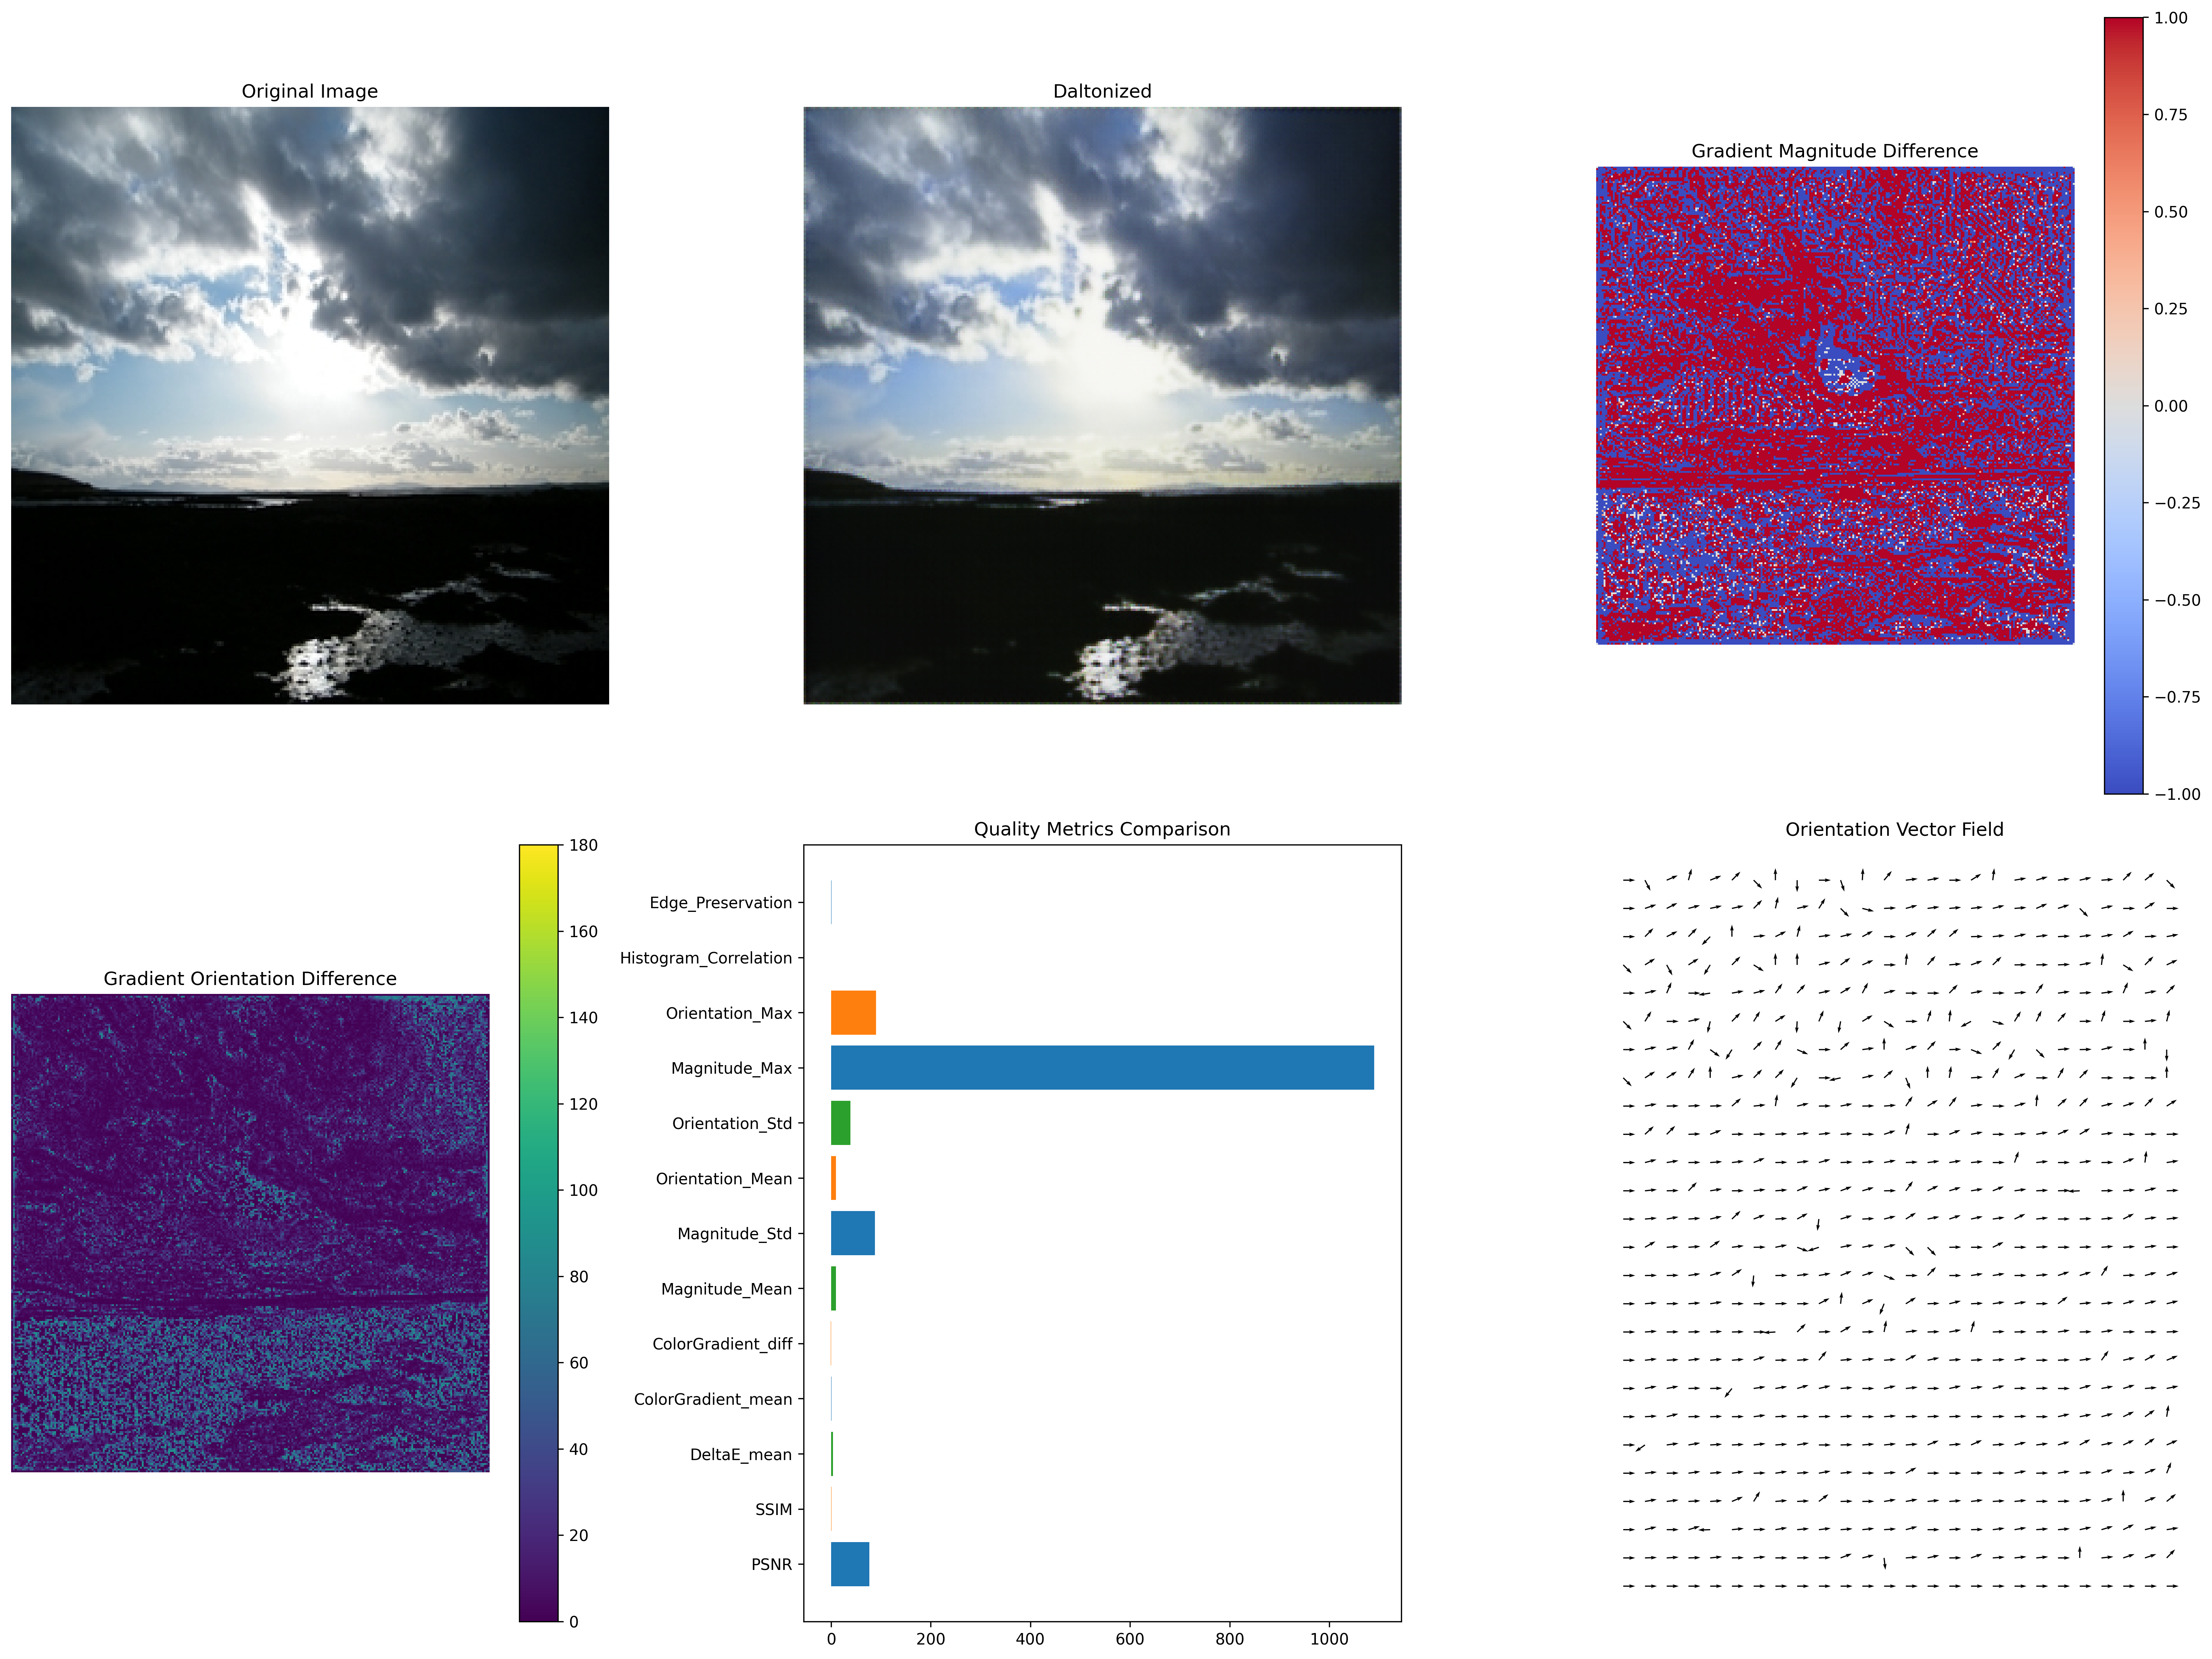 Original Image
Daltonized
Gradient Magnitude Difference
1.00
0.75
0.50
0.25
0.00
−0.25
−0.50
−0.75
−1.00
Gradient Orientation Difference
180
160
140
120
100
80
60
40
20
0
Quality Metrics Comparison
Edge_Preservation
Histogram_Correlation
Orientation_Max
Magnitude_Max
Orientation_Std
Orientation_Mean
Magnitude_Std
Magnitude_Mean
ColorGradient_diff
ColorGradient_mean
DeltaE_mean
SSIM
PSNR
0 200 400 600 800 1000
Orientation Vector Field